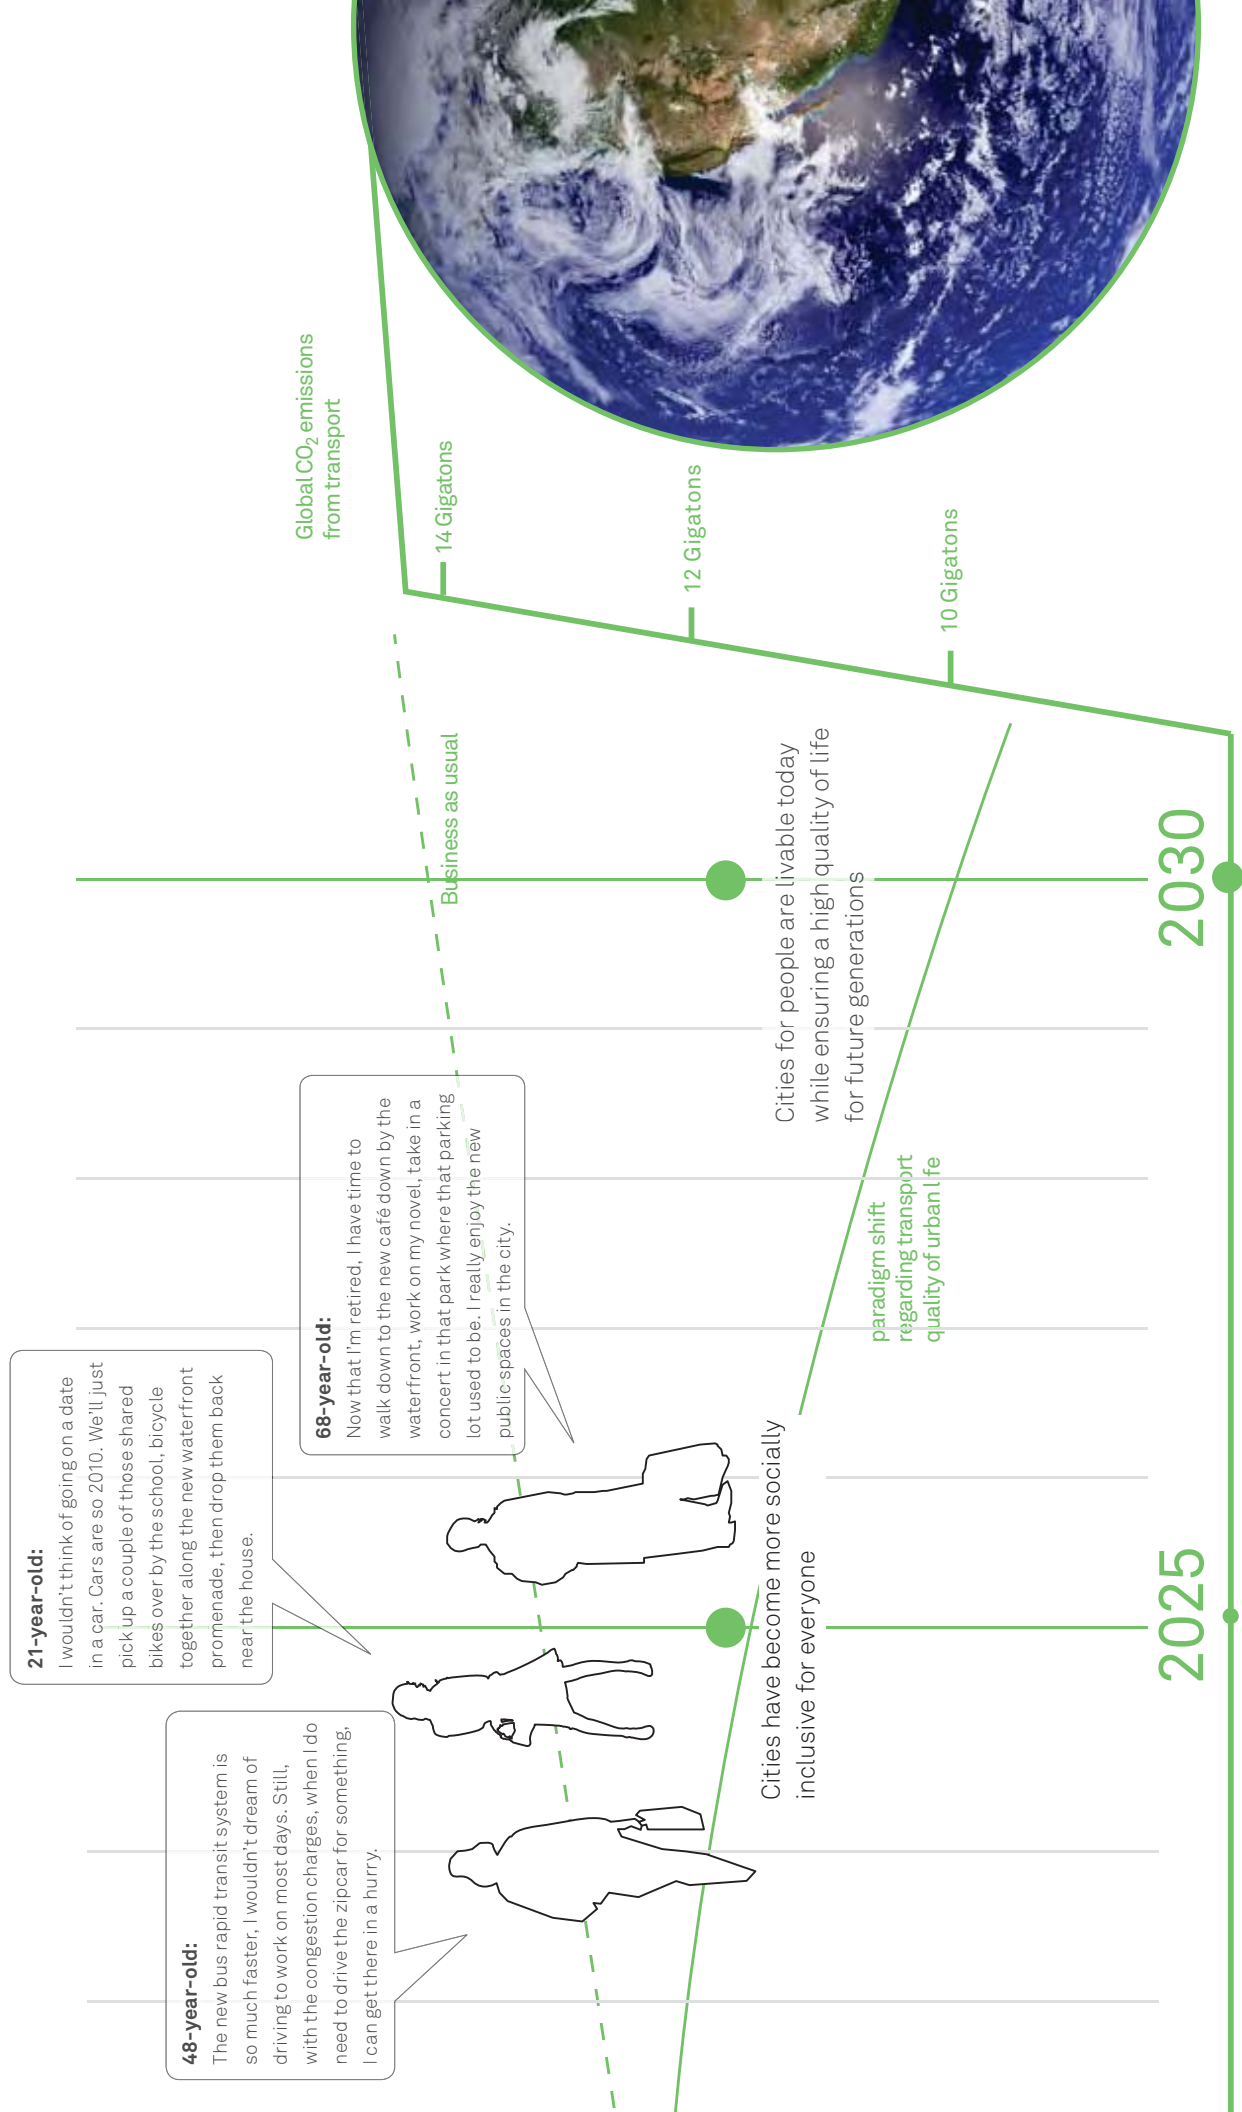 48-year-old:
The new bus rapid transit system is
so much faster, I wouldn't dream of
driving to work on most days. Still,
with the congestion charges, when I do
need to drive the zipcar for something,
I can get there in a hurry.
21-year-old:
I wouldn't think of going on a date
in a car. Cars are so 2010. We'll just
pick up a couple of those shared
bikes over by the school, bicycle
together along the new waterfront
promenade, then drop them back
near the house.
68-year-old:
Now that I'm retired, I have time to
walk down to the new café down by the
waterfront, work on my novel, take in a
concert in that park where that parking
lot used to be. I really enjoy the new
public spaces in the city.
Cities have become more socially
inclusive for everyone
2025
paradigm shift
regarding transport
quality of urban l fe
Business as usual
Cities for people are livable today
while ensuring a high quality of life
for future generations
2030
Global CO₂ emissions
from transport
14 Gigatons
12 Gigatons
10 Gigatons